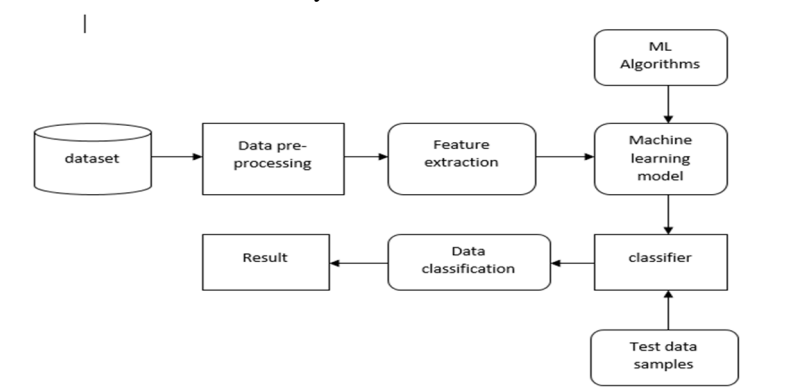 ML
Algorithms
dataset
Data pre-
processing
Feature
extraction
Machine
learning
model
Result
Data
classification
classifier
Test data
samples